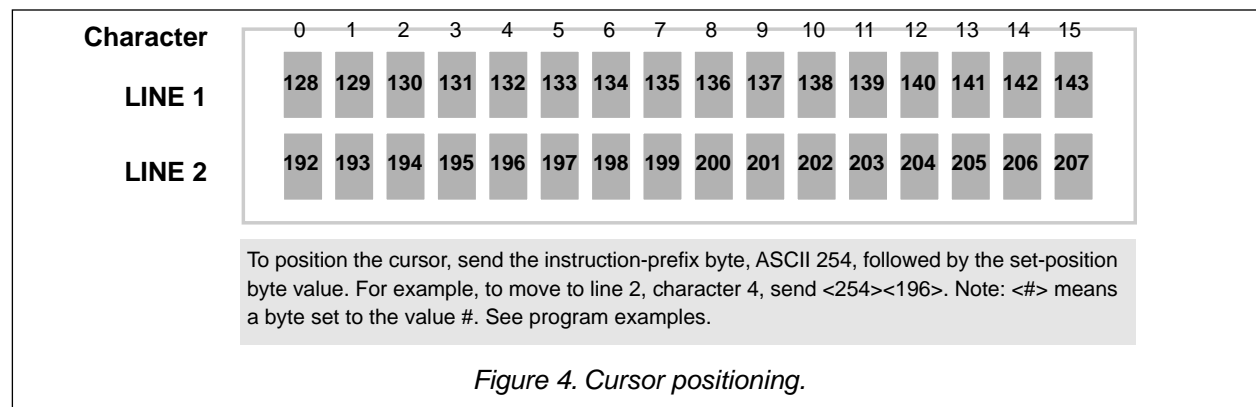 Character 0 1 2 3 4 5 6 7 8 9 10 11 12 13 14 15
LINE 1 128 129 130 131 132 133 134 135 136 137 138 139 140 141 142 143
LINE 2 192 193 194 195 196 197 198 199 200 201 202 203 204 205 206 207
To position the cursor, send the instruction-prefix byte, ASCII 254, followed by the set-position
byte value. For example, to move to line 2, character 4, send <254><196>. Note: <#> means
a byte set to the value #. See program examples.
Figure 4. Cursor positioning.